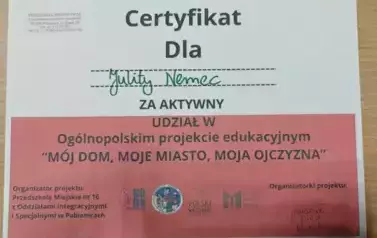 Certyfikat
Dla
Julity Nemec
ZA AKTYWNY
UDZIAŁ W
Ogólnopolskim projekcie edukacyjnym
"MÓJ DOM, MOJE MIASTO, MOJA OJCZYZNA"
Organizator projektu:
Przedszkole Miejskie nr 16
z Oddziałami Integracyjnymi
i Specjalnymi w Pabianicach
Organizatorki projektu: